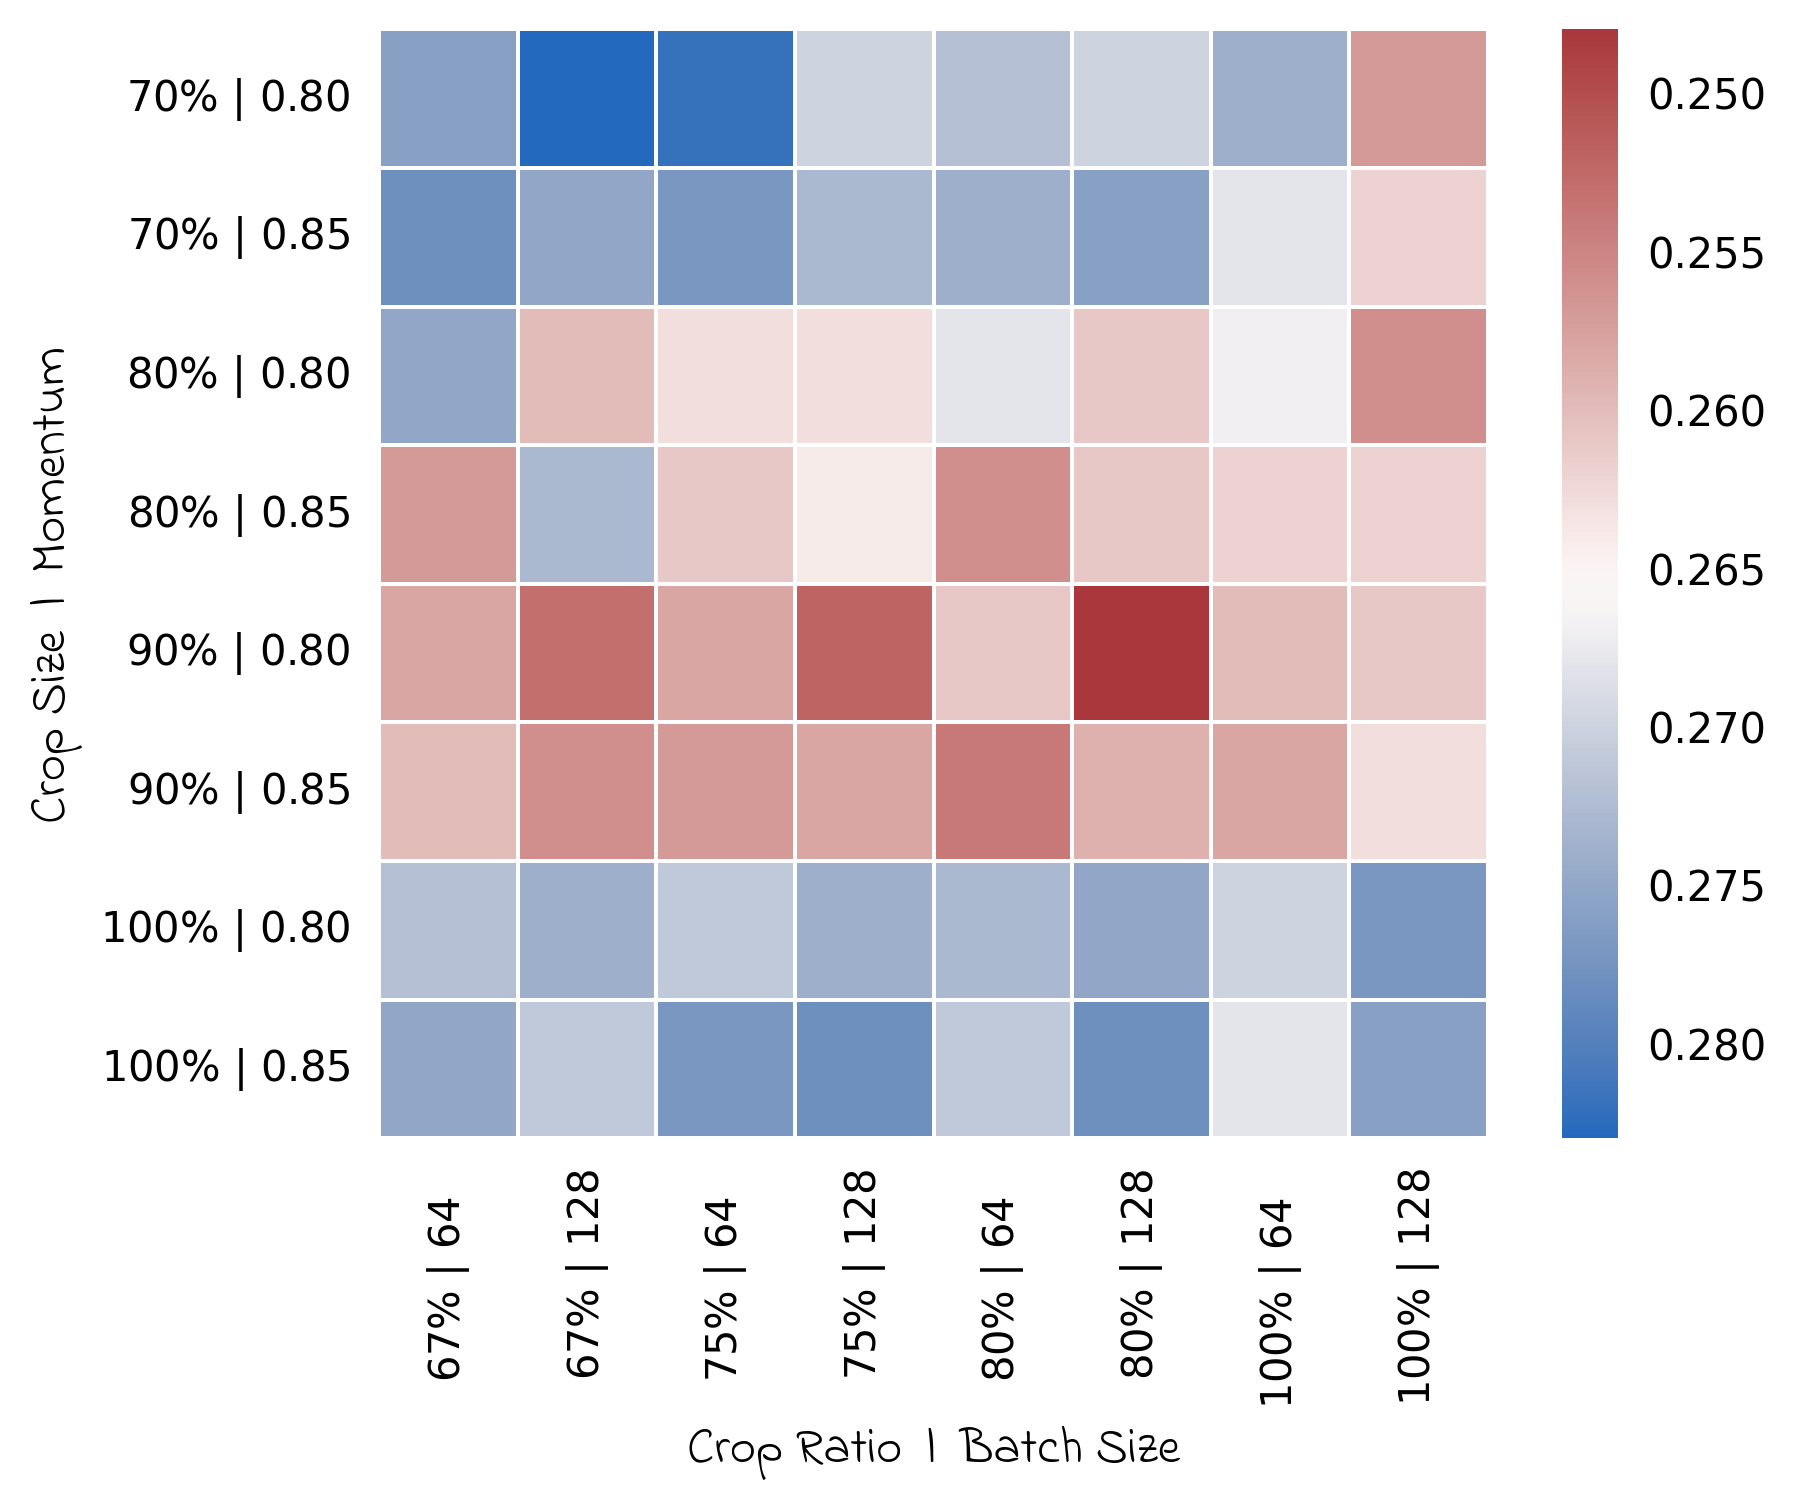 70% | 0.80
70% | 0.85
80% | 0.80
80% | 0.85
90% | 0.80
90% | 0.85
100% | 0.80
100% | 0.85
Crop Size | Momentum
67% | 64
67% | 128
75% | 64
75% | 128
80% | 64
80% | 128
100% | 64
100% | 128
Crop Ratio | Batch Size
0.250
0.255
0.260
0.265
0.270
0.275
0.280